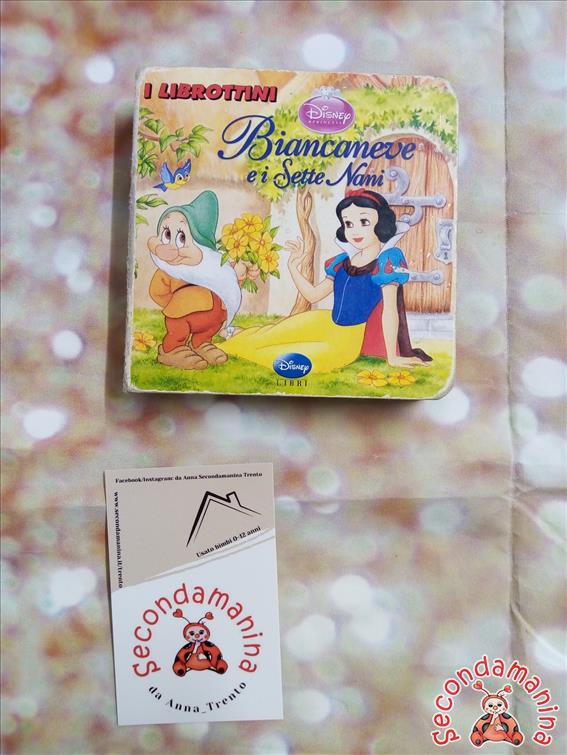 I LIBROTTINI
Disney
PRINCESS
Biancaneve
e i Sette Nani
Disney
LIBRI
Facebook/Instagranc da Anna Secondamanina Trento
www.secondamanina.it/trento
Usato bimbi 0-12 anni
Secondamanina
da Anna_Trento
Secondamanina